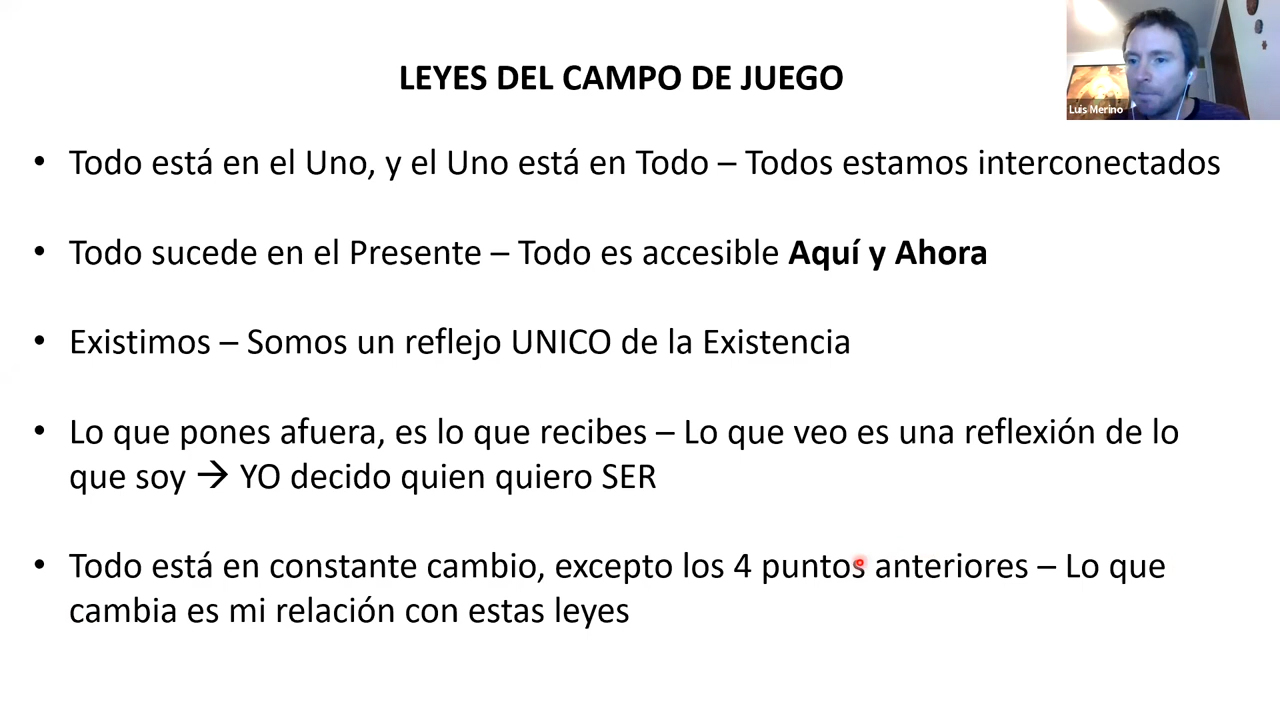 LEYES DEL CAMPO DE JUEGO
Luis Merino
• Todo está en el Uno, y el Uno está en Todo – Todos estamos interconectados
• Todo sucede en el Presente – Todo es accesible Aquí y Ahora
• Existimos – Somos un reflejo UNICO de la Existencia
• Lo que pones afuera, es lo que recibes – Lo que veo es una reflexión de lo
que soy → YO decido quien quiero SER
• Todo está en constante cambio, excepto los 4 puntos anteriores – Lo que
cambia es mi relación con estas leyes